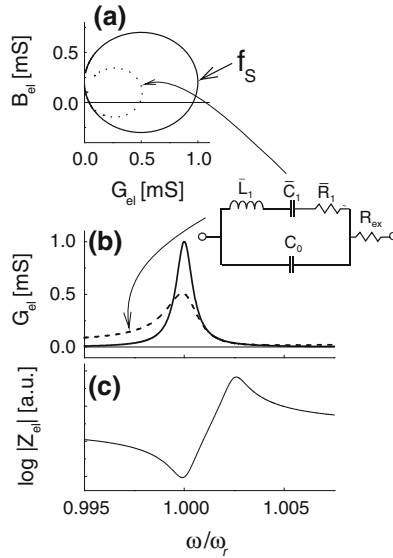 (a)
B_el [mS]
0.5
0.0
f_S
0.0
0.5
1.0
G_el [mS]
L̄_1
C̄_1
R̄_1
R_ex
C_0
(b)
G_el [mS]
1.0
0.5
0.0
(c)
log |Z_el| [a.u.]
0.995
1.000
1.005
ω/ω_r